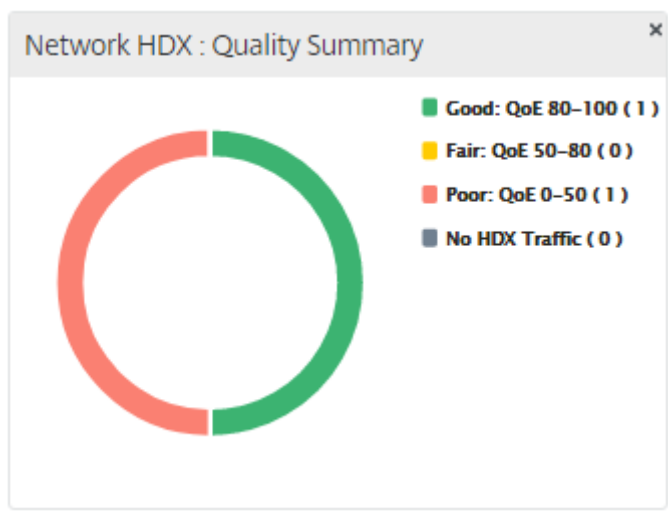 Network HDX : Quality Summary
×
Good: QoE 80–100 ( 1 )
Fair: QoE 50–80 ( 0 )
Poor: QoE 0–50 ( 1 )
No HDX Traffic ( 0 )